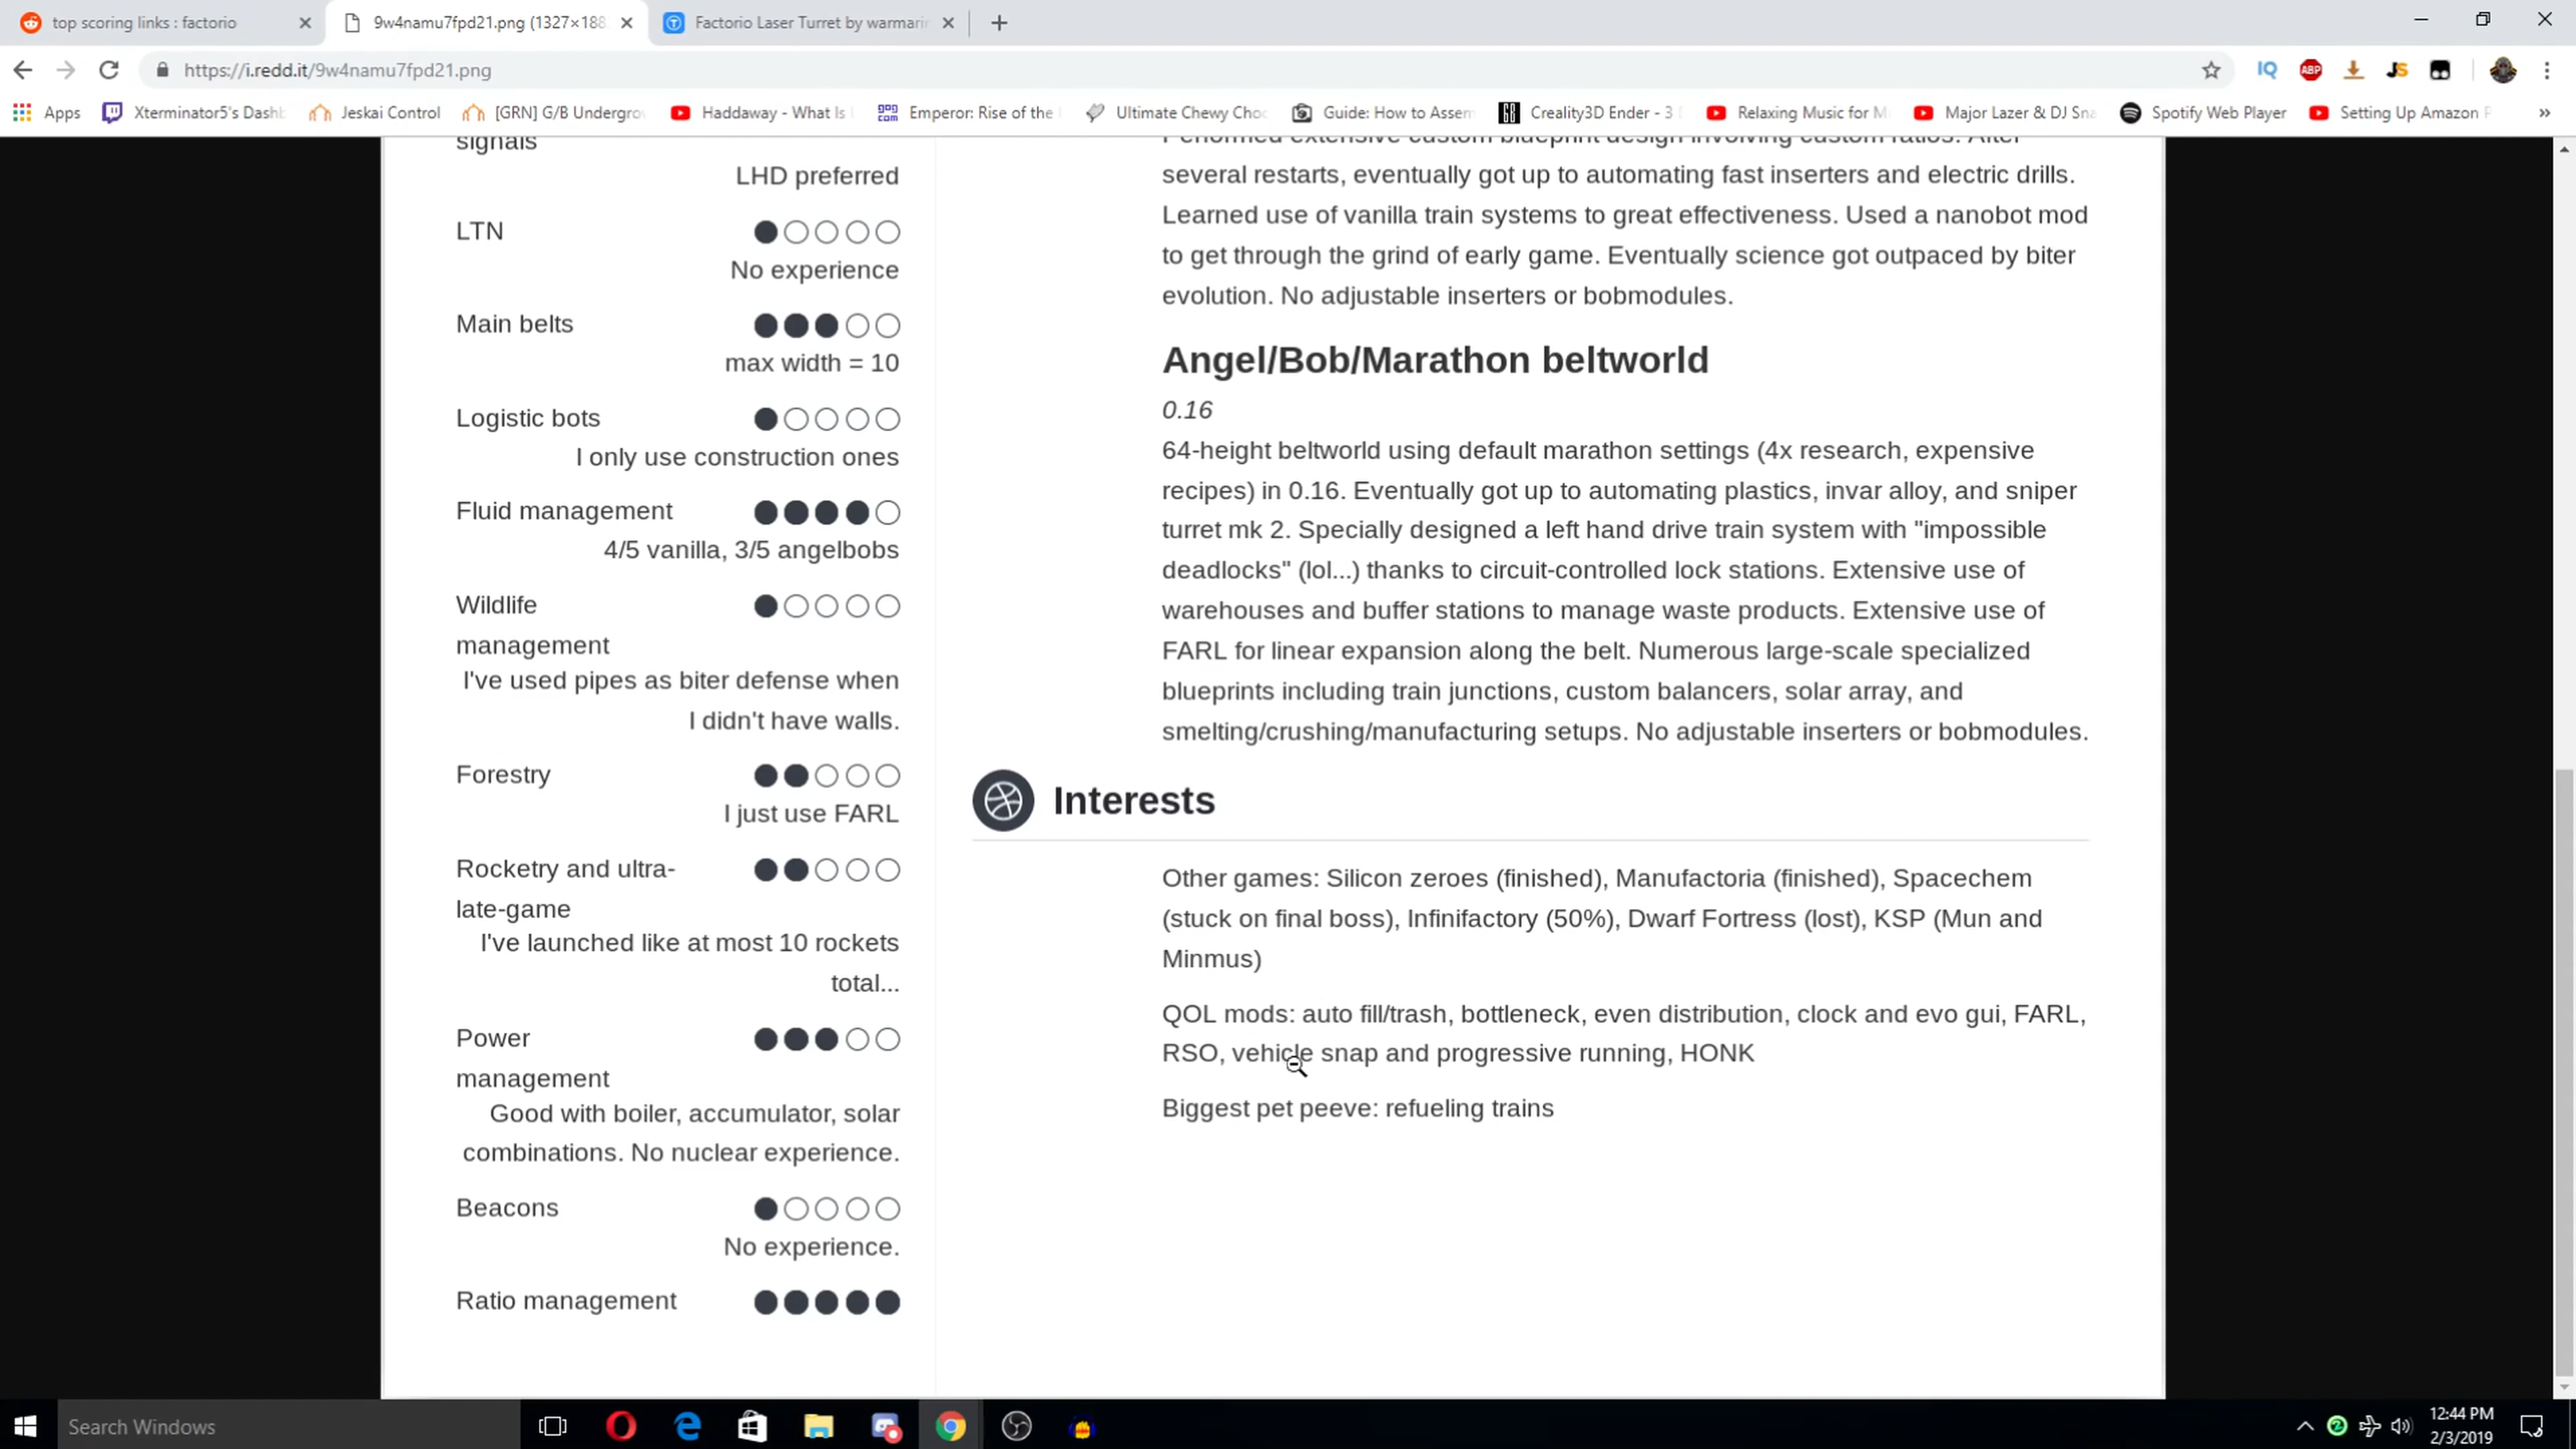 top scoring links : factorio
9w4namu7fpd21.png (1327×188
Factorio Laser Turret by warmarin
https://i.redd.it/9w4namu7fpd21.png
IQ
ABP
JS
Apps
Xterminator5's Dashb
Jeskai Control
[GRN] G/B Undergro
Haddaway - What Is
Emperor: Rise of the
Ultimate Chewy Choc
Guide: How to Assem
Creality3D Ender - 3
Relaxing Music for M
Major Lazer & DJ Sna
Spotify Web Player
Setting Up Amazon P
signals
LHD preferred
LTN
No experience
Main belts
max width = 10
Logistic bots
I only use construction ones
Fluid management
4/5 vanilla, 3/5 angelbobs
Wildlife
management
I've used pipes as biter defense when
I didn't have walls.
Forestry
I just use FARL
Rocketry and ultra-
late-game
I've launched like at most 10 rockets
total...
Power
management
Good with boiler, accumulator, solar
combinations. No nuclear experience.
Beacons
No experience.
Ratio management
Performed extensive custom blueprint design involving custom ratios. After
several restarts, eventually got up to automating fast inserters and electric drills.
Learned use of vanilla train systems to great effectiveness. Used a nanobot mod
to get through the grind of early game. Eventually science got outpaced by biter
evolution. No adjustable inserters or bobmodules.
Angel/Bob/Marathon beltworld
0.16
64-height beltworld using default marathon settings (4x research, expensive
recipes) in 0.16. Eventually got up to automating plastics, invar alloy, and sniper
turret mk 2. Specially designed a left hand drive train system with "impossible
deadlocks" (lol...) thanks to circuit-controlled lock stations. Extensive use of
warehouses and buffer stations to manage waste products. Extensive use of
FARL for linear expansion along the belt. Numerous large-scale specialized
blueprints including train junctions, custom balancers, solar array, and
smelting/crushing/manufacturing setups. No adjustable inserters or bobmodules.
Interests
Other games: Silicon zeroes (finished), Manufactoria (finished), Spacechem
(stuck on final boss), Infinifactory (50%), Dwarf Fortress (lost), KSP (Mun and
Minmus)
QOL mods: auto fill/trash, bottleneck, even distribution, clock and evo gui, FARL,
RSO, vehicle snap and progressive running, HONK
Biggest pet peeve: refueling trains
Search Windows
12:44 PM
2/3/2019